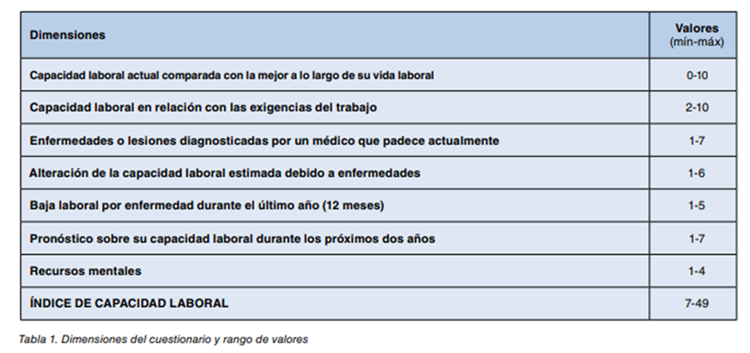 Dimensiones Valores
(mín-máx)
Capacidad laboral actual comparada con la mejor a lo largo de su vida laboral 0-10
Capacidad laboral en relación con las exigencias del trabajo 2-10
Enfermedades o lesiones diagnosticadas por un médico que padece actualmente 1-7
Alteración de la capacidad laboral estimada debido a enfermedades 1-6
Baja laboral por enfermedad durante el último año (12 meses) 1-5
Pronóstico sobre su capacidad laboral durante los próximos dos años 1-7
Recursos mentales 1-4
ÍNDICE DE CAPACIDAD LABORAL 7-49
Tabla 1. Dimensiones del cuestionario y rango de valores